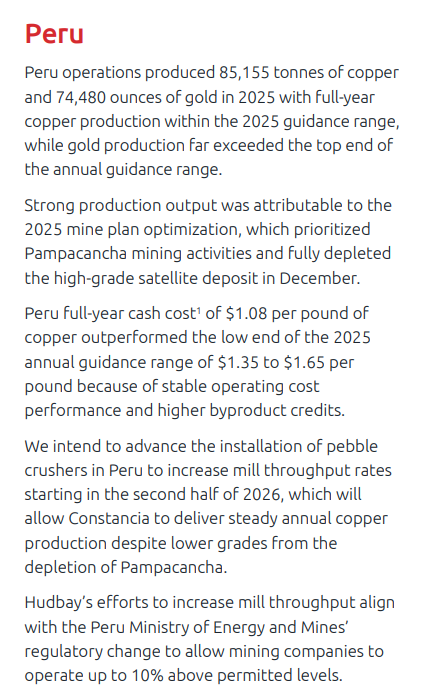 Peru
Peru operations produced 85,155 tonnes of copper
and 74,480 ounces of gold in 2025 with full-year
copper production within the 2025 guidance range,
while gold production far exceeded the top end of
the annual guidance range.
Strong production output was attributable to the
2025 mine plan optimization, which prioritized
Pampacancha mining activities and fully depleted
the high-grade satellite deposit in December.
Peru full-year cash cost¹ of $1.08 per pound of
copper outperformed the low end of the 2025
annual guidance range of $1.35 to $1.65 per
pound because of stable operating cost
performance and higher byproduct credits.
We intend to advance the installation of pebble
crushers in Peru to increase mill throughput rates
starting in the second half of 2026, which will
allow Constancia to deliver steady annual copper
production despite lower grades from the
depletion of Pampacancha.
Hudbay’s efforts to increase mill throughput align
with the Peru Ministry of Energy and Mines’
regulatory change to allow mining companies to
operate up to 10% above permitted levels.